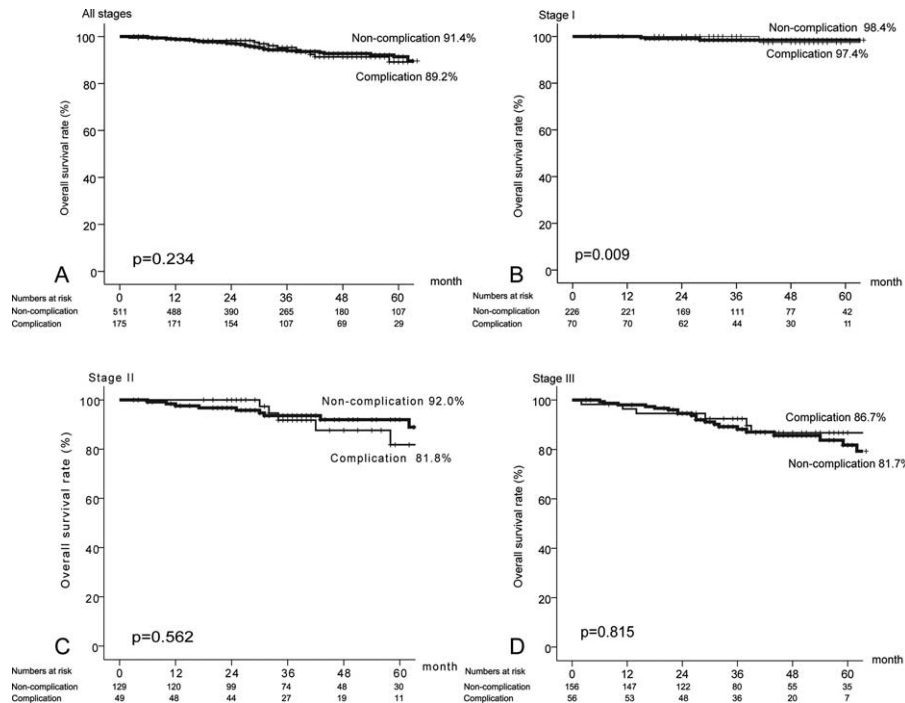 All stages
Non-complication 91.4%
Complication 89.2%
Overall survival rate (%)
100
80
60
40
20
0
p=0.234
A
month
Numbers at risk 0 12 24 36 48 60
Non-complication 511 488 390 265 180 107
Complication 175 171 154 107 69 29
Stage I
Non-complication 98.4%
Complication 97.4%
Overall survival rate (%)
100
80
60
40
20
0
p=0.009
B
month
Numbers at risk 0 12 24 36 48 60
Non-complication 226 221 169 111 77 42
Complication 70 70 62 44 30 11
Stage II
Non-complication 92.0%
Complication 81.8%
Overall survival rate (%)
100
80
60
40
20
0
p=0.562
C
month
Numbers at risk 0 12 24 36 48 60
Non-complication 129 120 99 74 48 30
Complication 49 48 44 27 19 11
Stage III
Complication 86.7%
Non-complication 81.7%
Overall survival rate (%)
100
80
60
40
20
0
p=0.815
D
month
Numbers at risk 0 12 24 36 48 60
Non-complication 156 147 122 80 55 35
Complication 56 53 48 36 20 7